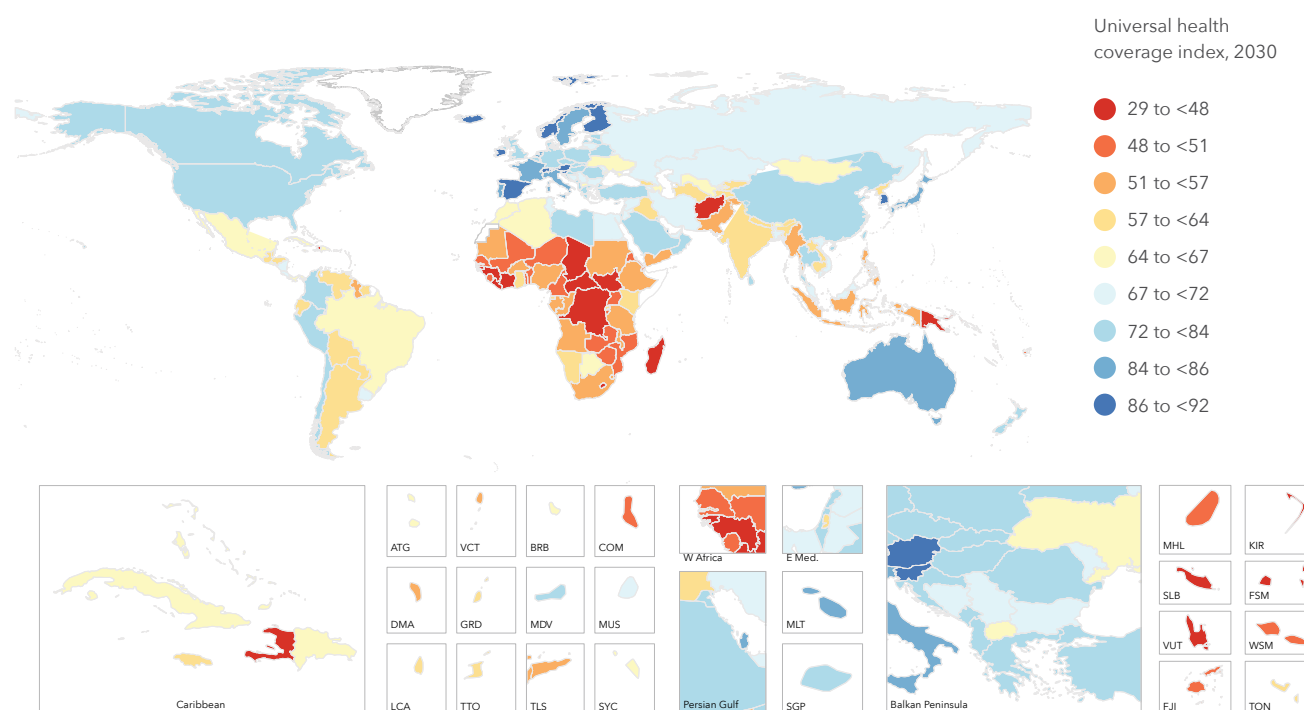 Universal health
coverage index, 2030
29 to <48
48 to <51
51 to <57
57 to <64
64 to <67
67 to <72
72 to <84
84 to <86
86 to <92
Caribbean
ATG
VCT
BRB
COM
DMA
GRD
MDV
MUS
LCA
TTO
TLS
SYC
W Africa
E Med.
Persian Gulf
MLT
SGP
Balkan Peninsula
MHL
KIR
SLB
FSM
VUT
WSM
FJI
TON